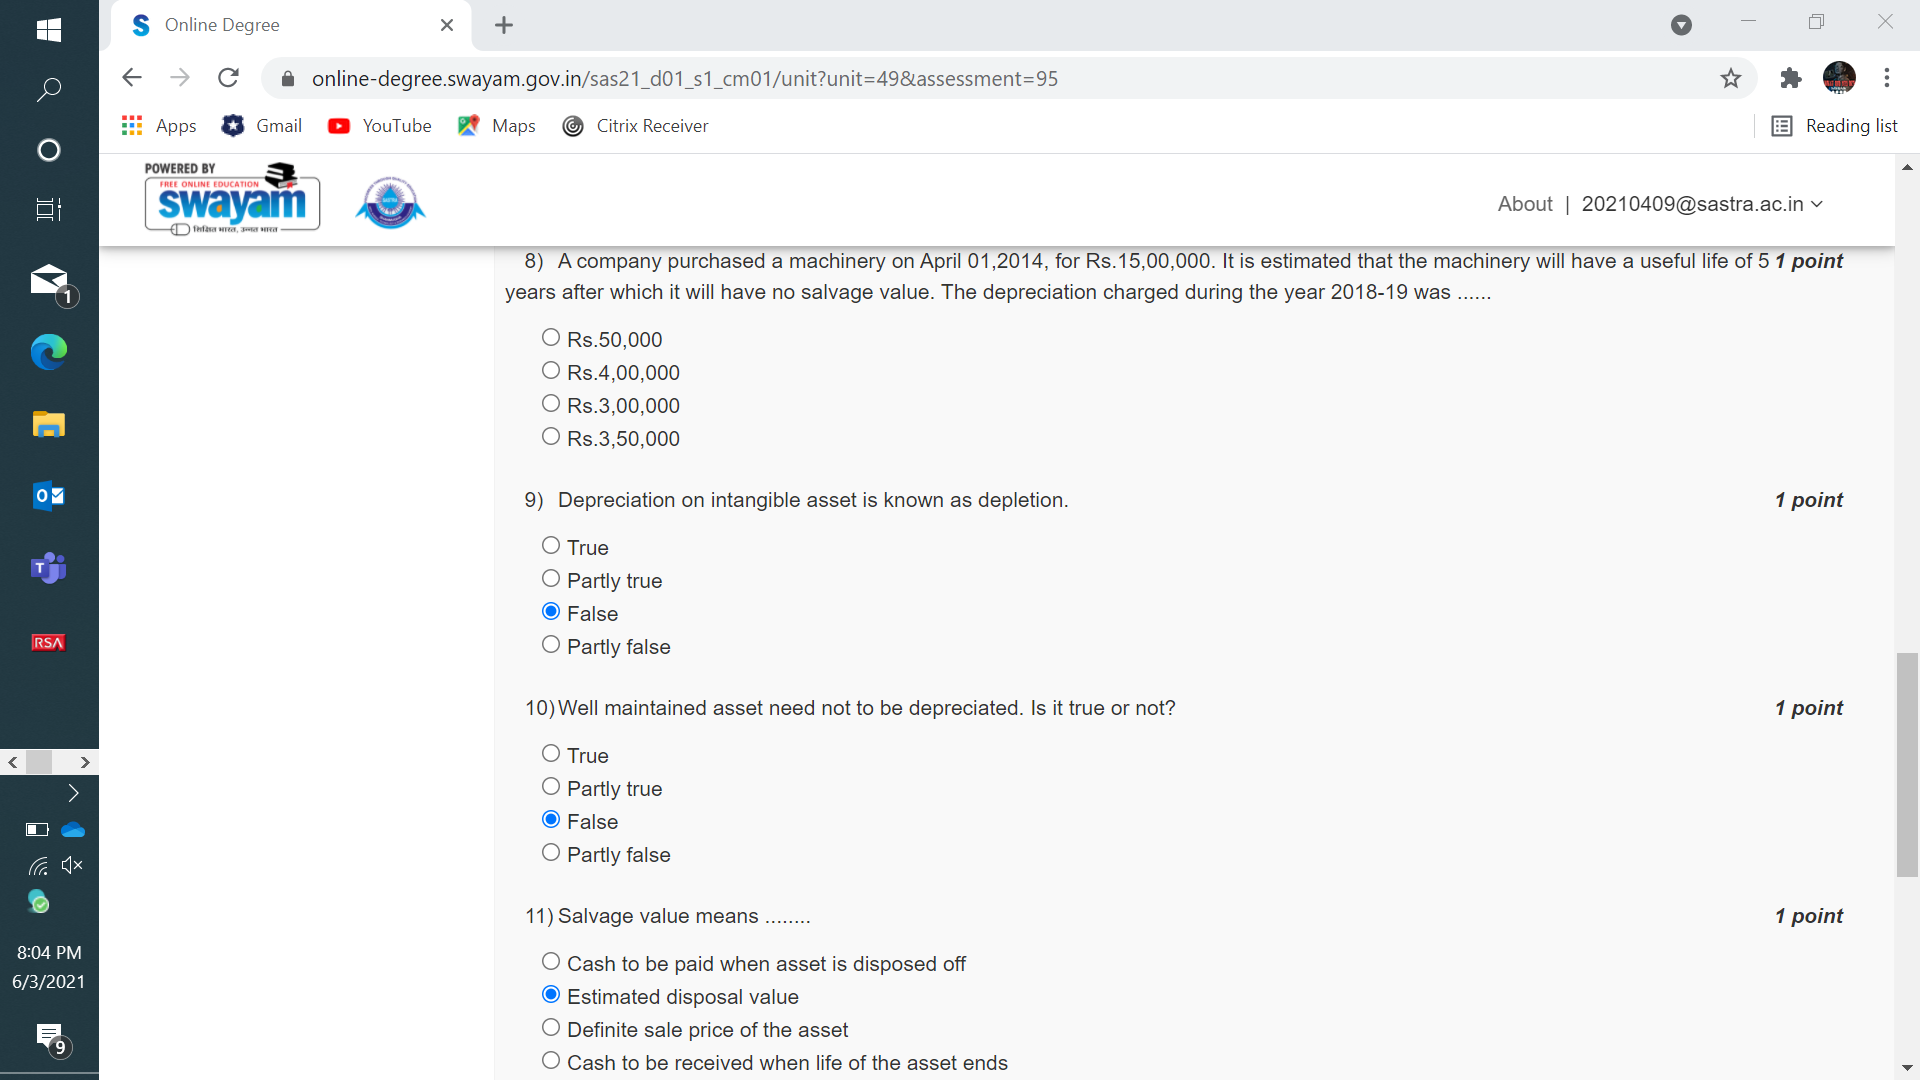 Online Degree
online-degree.swayam.gov.in/sas21_d01_s1_cm01/unit?unit=49&assessment=95
Apps Gmail YouTube Maps Citrix Receiver Reading list
POWERED BY
FREE ONLINE EDUCATION
swayam
शिक्षित भारत, उन्नत भारत
About | 20210409@sastra.ac.in
8) A company purchased a machinery on April 01,2014, for Rs.15,00,000. It is estimated that the machinery will have a useful life of 5 1 point
years after which it will have no salvage value. The depreciation charged during the year 2018-19 was ......
Rs.50,000
Rs.4,00,000
Rs.3,00,000
Rs.3,50,000
9) Depreciation on intangible asset is known as depletion. 1 point
True
Partly true
False
Partly false
10) Well maintained asset need not to be depreciated. Is it true or not? 1 point
True
Partly true
False
Partly false
11) Salvage value means ........ 1 point
Cash to be paid when asset is disposed off
Estimated disposal value
Definite sale price of the asset
Cash to be received when life of the asset ends
1
RSA
8:04 PM
6/3/2021
9